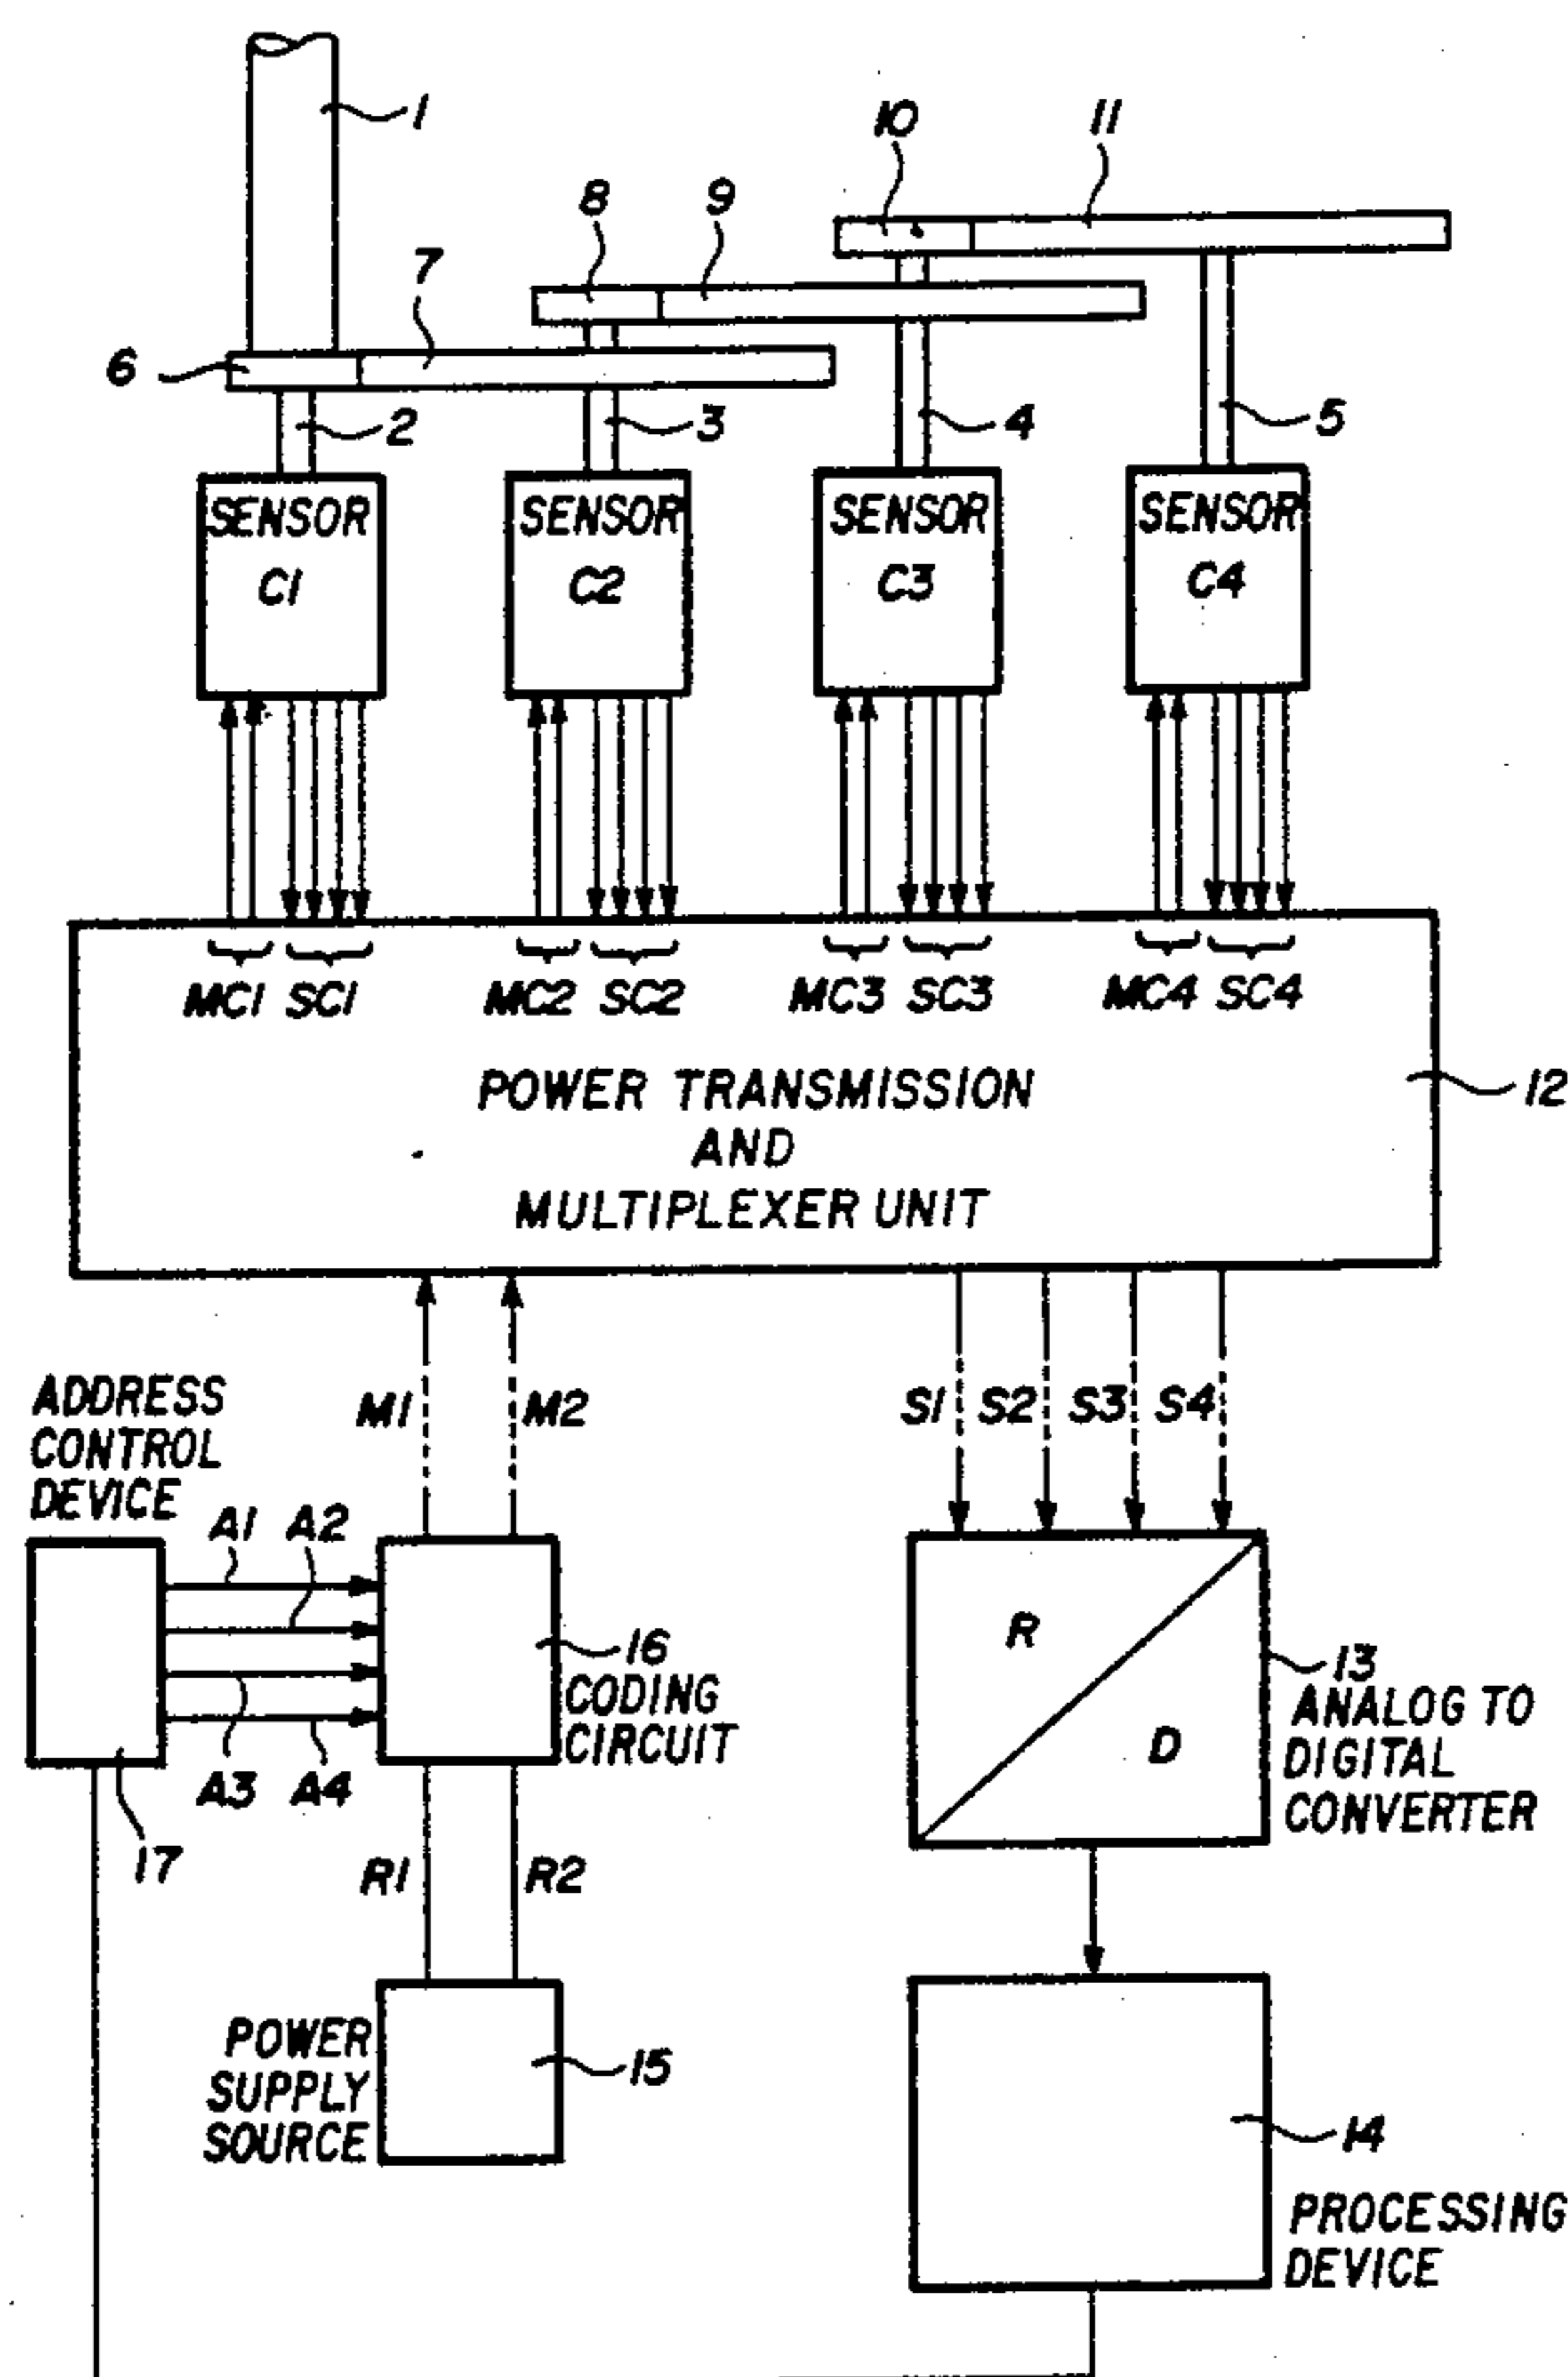 1
10
11
8
9
7
6
2
3
4
5
SENSOR
C1
SENSOR
C2
SENSOR
C3
SENSOR
C4
MC1 SC1
MC2 SC2
MC3 SC3
MC4 SC4
POWER TRANSMISSION
AND
MULTIPLEXER UNIT
12
ADDRESS
CONTROL
DEVICE
M1
M2
S1
S2
S3
S4
A1
A2
A3
A4
17
16
CODING
CIRCUIT
R
D
13
ANALOG TO
DIGITAL
CONVERTER
R1
R2
POWER
SUPPLY
SOURCE
15
14
PROCESSING
DEVICE